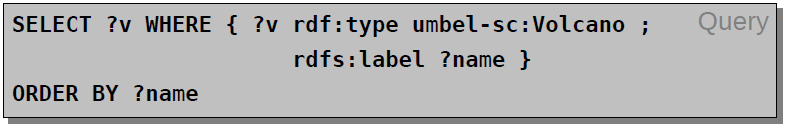 SELECT ?v WHERE { ?v rdf:type umbel-sc:Volcano ;
Query
rdfs:label ?name }
ORDER BY ?name